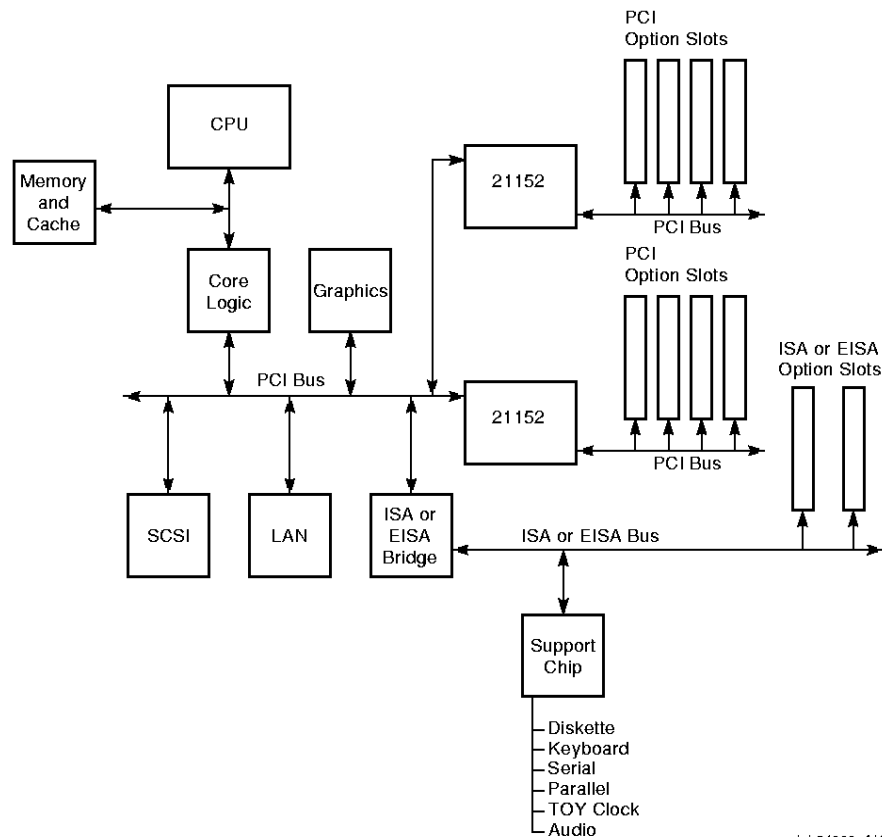 PCI
Option Slots
CPU
21152
Memory
and
Cache
PCI Bus
PCI
Option Slots
Core
Logic
Graphics
ISA or EISA
Option Slots
PCI Bus
21152
PCI Bus
SCSI
LAN
ISA or
EISA
Bridge
ISA or EISA Bus
Support
Chip
Diskette
Keyboard
Serial
Parallel
TOY Clock
Audio